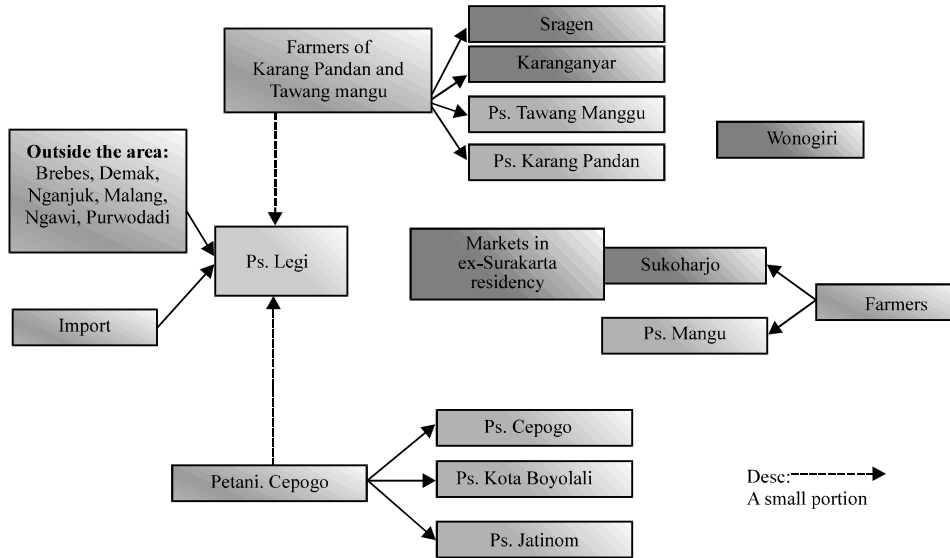 Farmers of
Karang Pandan and
Tawang mangu
Sragen
Karanganyar
Ps. Tawang Manggu
Ps. Karang Pandan
Wonogiri
Outside the area:
Brebes, Demak,
Nganjuk, Malang,
Ngawi, Purwodadi
Ps. Legi
Import
Markets in
ex-Surakarta
residency
Sukoharjo
Ps. Mangu
Farmers
Petani. Cepogo
Ps. Cepogo
Ps. Kota Boyolali
Ps. Jatinom
Desc:
A small portion